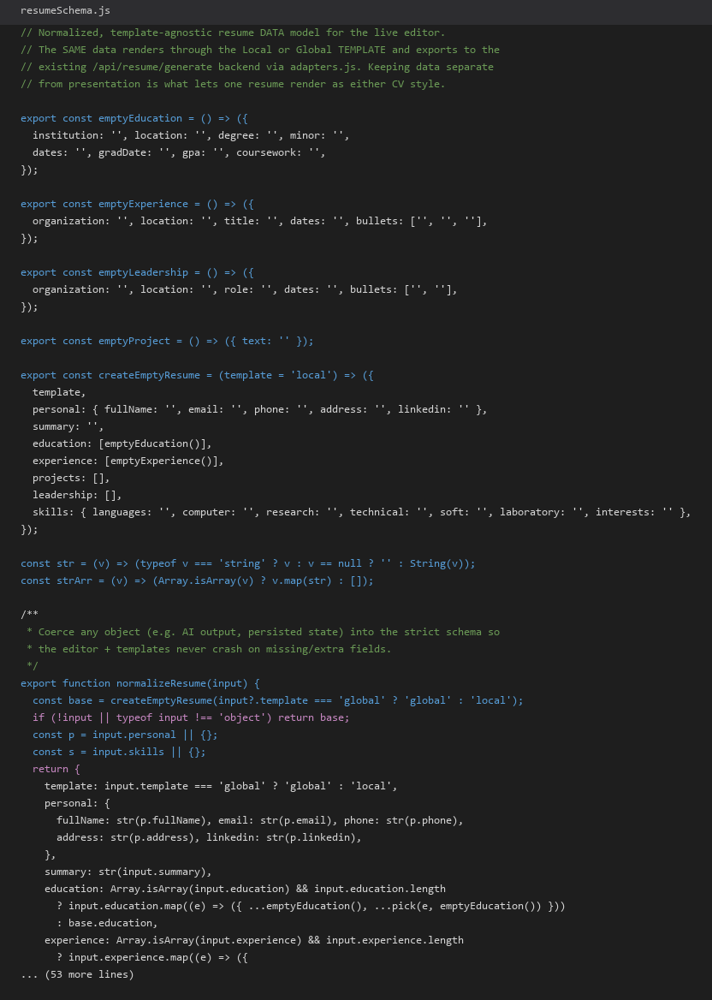 resumeSchema.js
// Normalized, template-agnostic resume DATA model for the live editor.
// The SAME data renders through the Local or Global TEMPLATE and exports to the
// existing /api/resume/generate backend via adapters.js. Keeping data separate
// from presentation is what lets one resume render as either CV style.
export const emptyEducation = () => ({
  institution: '', location: '', degree: '', minor: '',
  dates: '', gradDate: '', gpa: '', coursework: '',
});
export const emptyExperience = () => ({
  organization: '', location: '', title: '', dates: '', bullets: ['', '', ''],
});
export const emptyLeadership = () => ({
  organization: '', location: '', role: '', dates: '', bullets: ['', ''],
});
export const emptyProject = () => ({ text: '' });
export const createEmptyResume = (template = 'local') => ({
  template,
  personal: { fullName: '', email: '', phone: '', address: '', linkedin: '' },
  summary: '',
  education: [emptyEducation()],
  experience: [emptyExperience()],
  projects: [],
  leadership: [],
  skills: { languages: '', computer: '', research: '', technical: '', soft: '', laboratory: '', interests: '' },
});
const str = (v) => (typeof v === 'string' ? v : v == null ? '' : String(v));
const strArr = (v) => (Array.isArray(v) ? v.map(str) : []);
/**
 * Coerce any object (e.g. AI output, persisted state) into the strict schema so
 * the editor + templates never crash on missing/extra fields.
 */
export function normalizeResume(input) {
  const base = createEmptyResume(input?.template === 'global' ? 'global' : 'local');
  if (!input || typeof input !== 'object') return base;
  const p = input.personal || {};
  const s = input.skills || {};
  return {
    template: input.template === 'global' ? 'global' : 'local',
    personal: {
      fullName: str(p.fullName), email: str(p.email), phone: str(p.phone),
      address: str(p.address), linkedin: str(p.linkedin),
    },
    summary: str(input.summary),
    education: Array.isArray(input.education) && input.education.length
      ? input.education.map((e) => ({ ...emptyEducation(), ...pick(e, emptyEducation()) }))
      : base.education,
    experience: Array.isArray(input.experience) && input.experience.length
      ? input.experience.map((e) => ({
... (53 more lines)